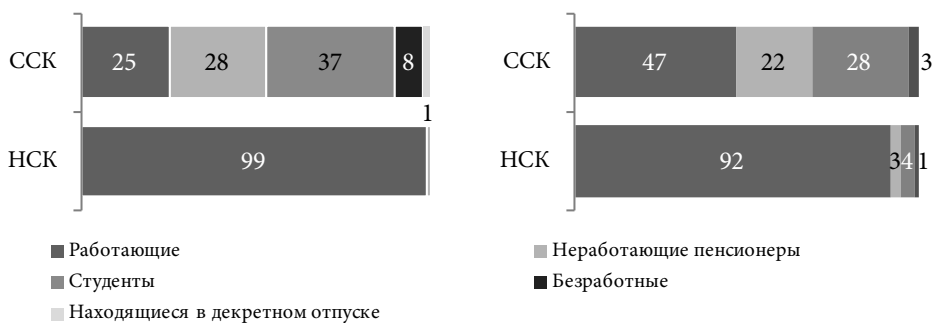 ССК 25 28 37 8 ССК 47 22 28 3
1
НСК 99 НСК 92 3 4 1
Работающие Неработающие пенсионеры
Студенты Безработные
Находящиеся в декретном отпуске